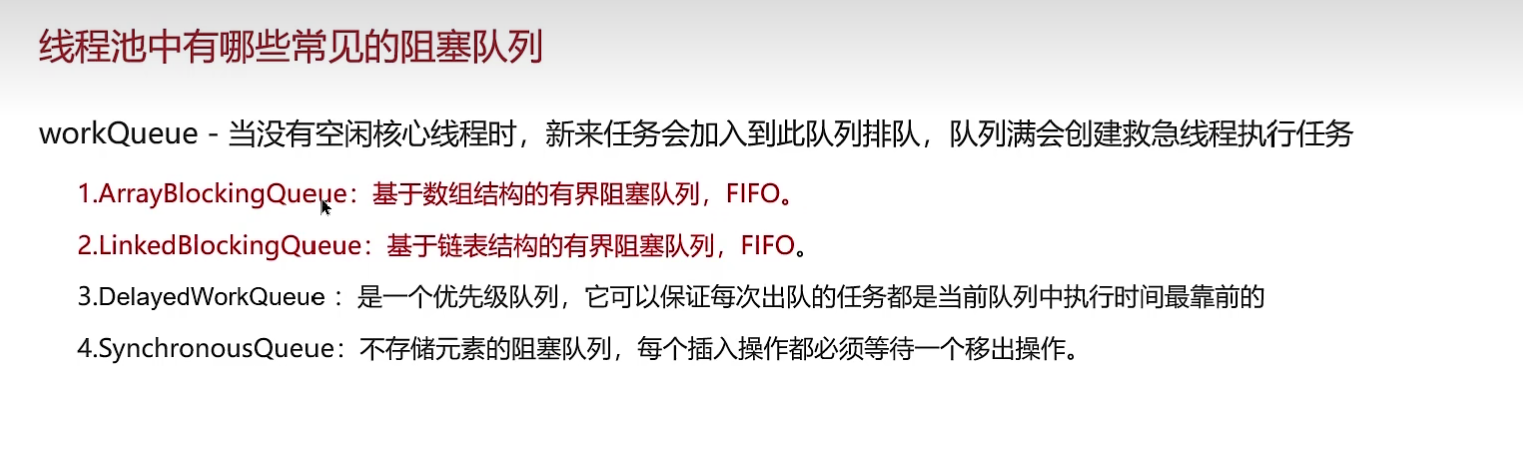 线程池中有哪些常见的阻塞队列
workQueue - 当没有空闲核心线程时，新来任务会加入到此队列排队，队列满会创建救急线程执行任务
1.ArrayBlockingQueue：基于数组结构的有界阻塞队列，FIFO。
2.LinkedBlockingQueue：基于链表结构的有界阻塞队列，FIFO。
3.DelayedWorkQueue ：是一个优先级队列，它可以保证每次出队的任务都是当前队列中执行时间最靠前的
4.SynchronousQueue：不存储元素的阻塞队列，每个插入操作都必须等待一个移出操作。